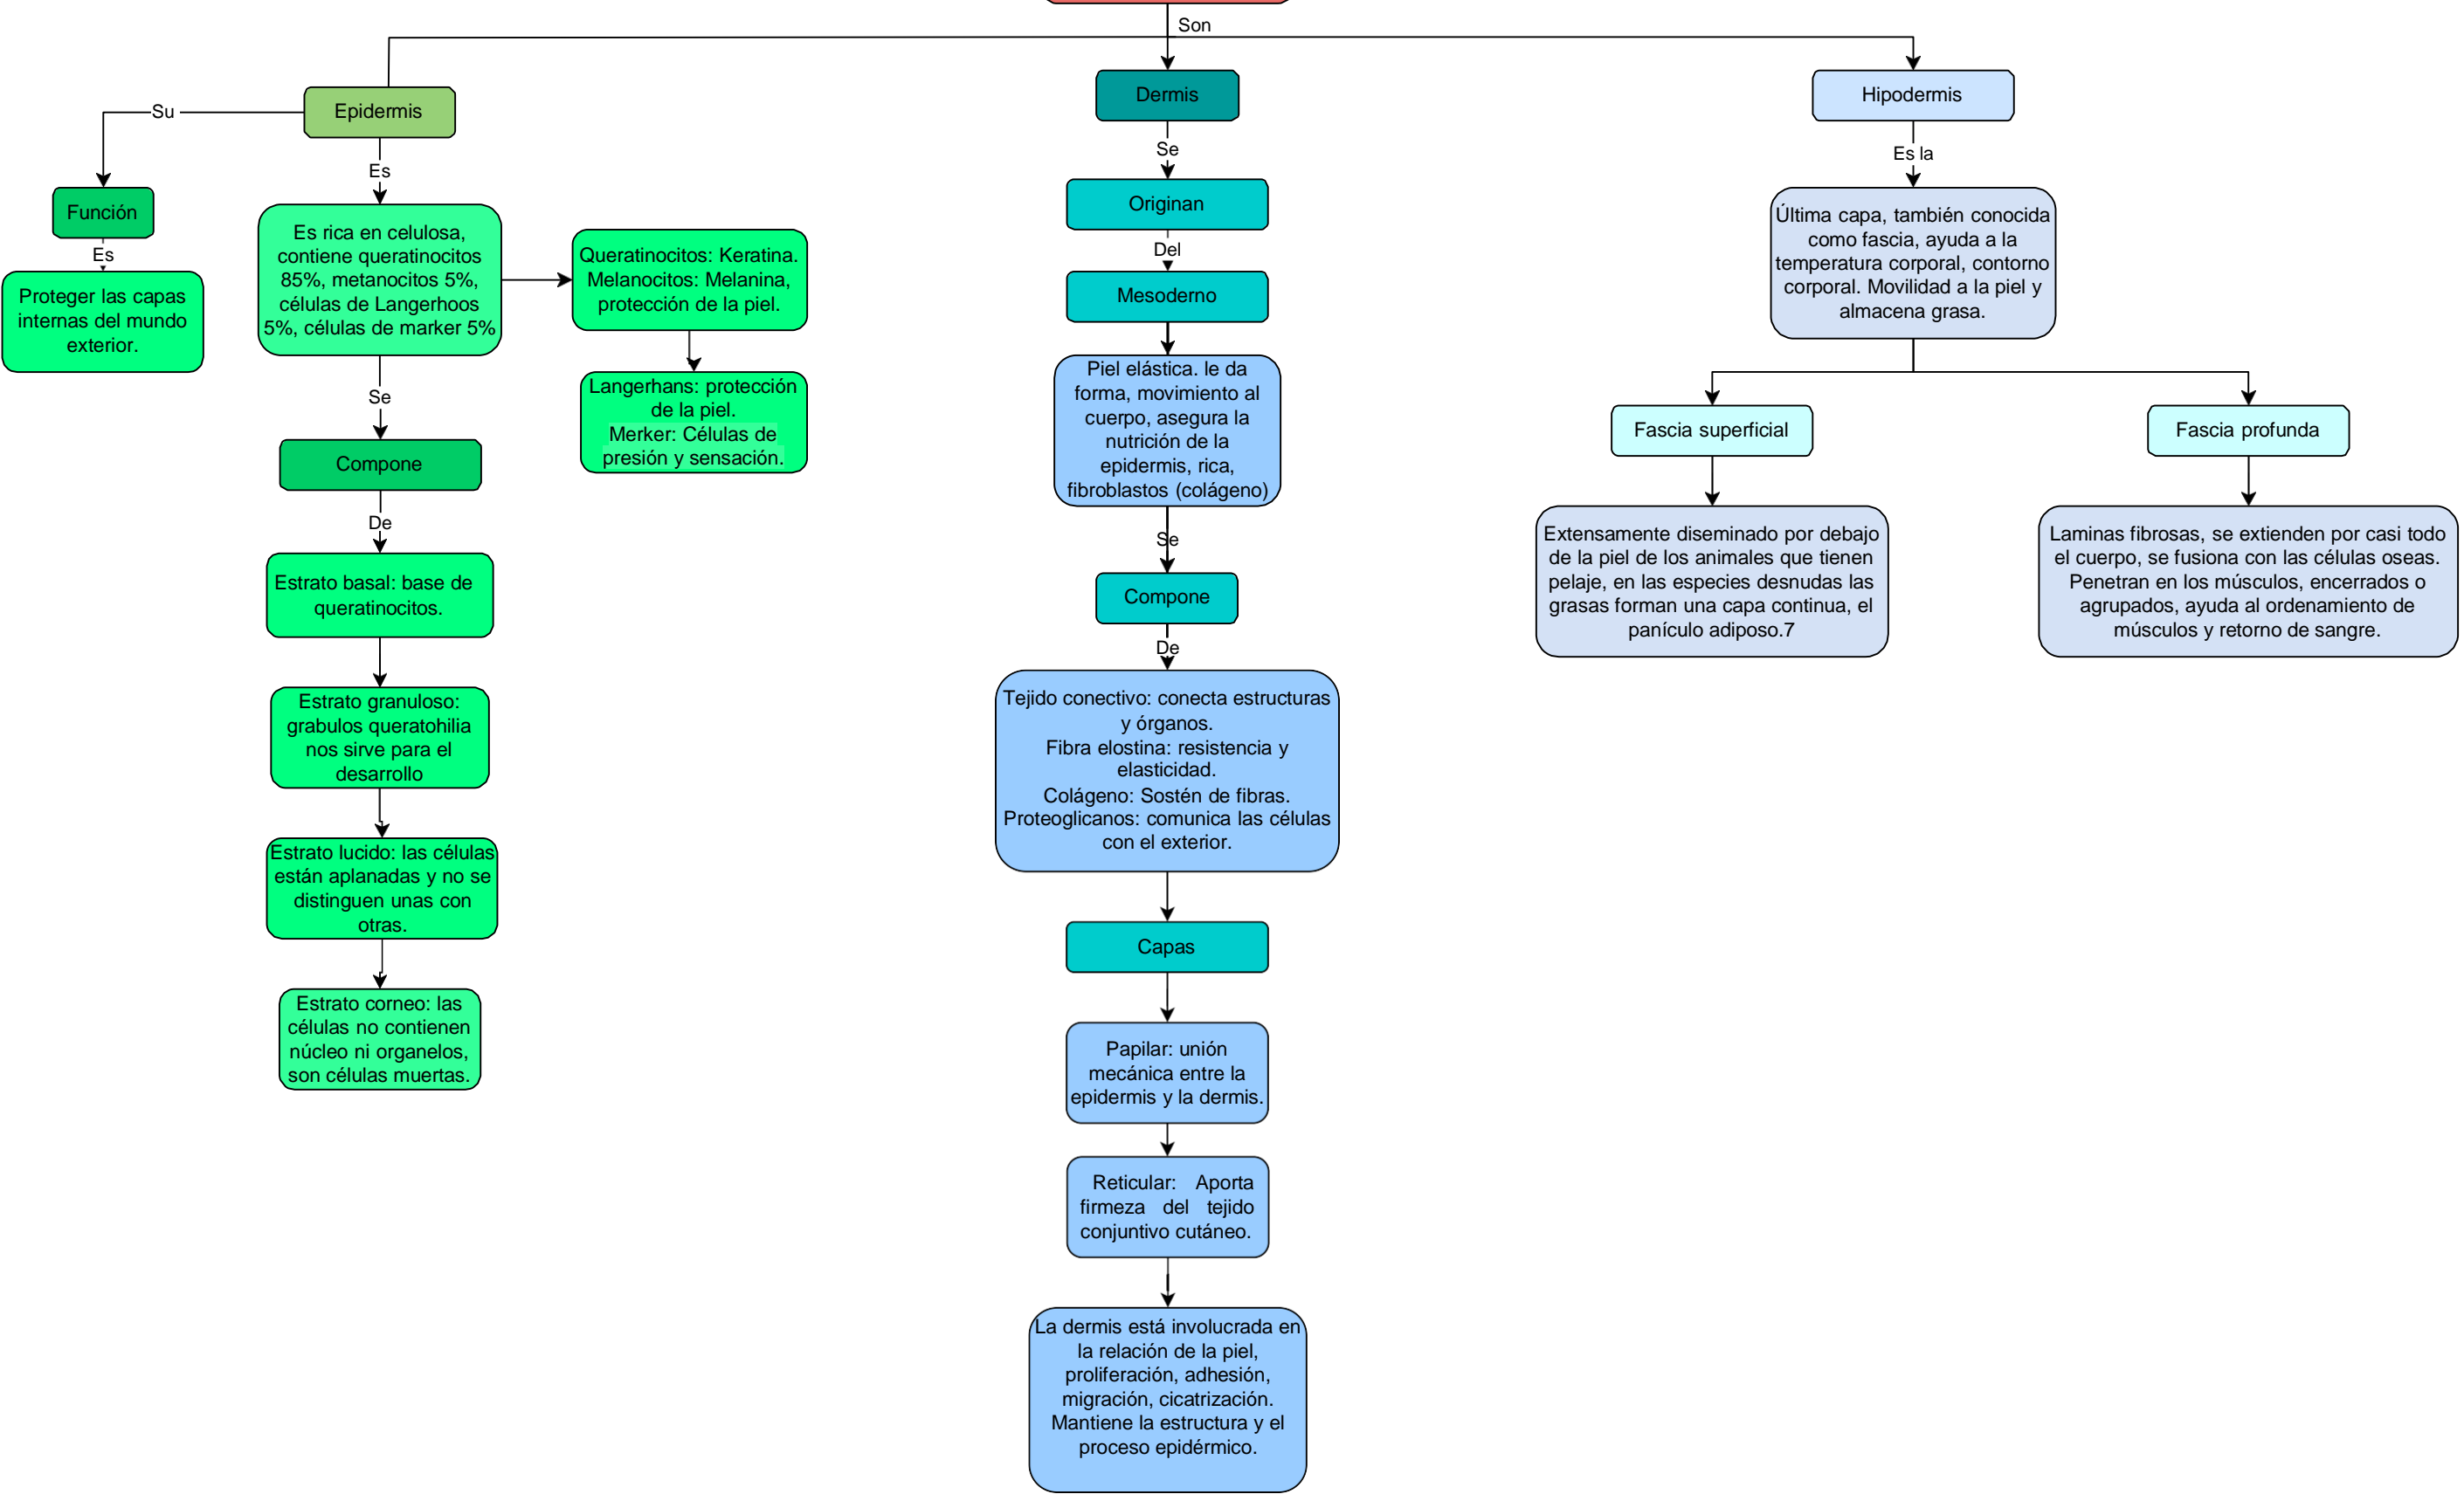 Son
Epidermis
Su
Función
Es
Proteger las capas
internas del mundo
exterior.
Es
Es rica en celulosa,
contiene queratinocitos
85%, metanocitos 5%,
células de Langerhoos
5%, células de marker 5%
Queratinocitos: Keratina.
Melanocitos: Melanina,
protección de la piel.
Langerhans: protección
de la piel.
Merker: Células de
presión y sensación.
Se
Compone
De
Estrato basal: base de
queratinocitos.
Estrato granuloso:
grabulos queratohilia
nos sirve para el
desarrollo
Estrato lucido: las células
están aplanadas y no se
distinguen unas con
otras.
Estrato corneo: las
células no contienen
núcleo ni organelos,
son células muertas.
Dermis
Se
Originan
Del
Mesoderno
Piel elástica. le da
forma, movimiento al
cuerpo, asegura la
nutrición de la
epidermis, rica,
fibroblastos (colágeno)
Se
Compone
De
Tejido conectivo: conecta estructuras
y órganos.
Fibra elostina: resistencia y
elasticidad.
Colágeno: Sostén de fibras.
Proteoglicanos: comunica las células
con el exterior.
Capas
Papilar: unión
mecánica entre la
epidermis y la dermis.
Reticular: Aporta
firmeza del tejido
conjuntivo cutáneo.
La dermis está involucrada en
la relación de la piel,
proliferación, adhesión,
migración, cicatrización.
Mantiene la estructura y el
proceso epidérmico.
Hipodermis
Es la
Última capa, también conocida
como fascia, ayuda a la
temperatura corporal, contorno
corporal. Movilidad a la piel y
almacena grasa.
Fascia superficial
Extensamente diseminado por debajo
de la piel de los animales que tienen
pelaje, en las especies desnudas las
grasas forman una capa continua, el
panículo adiposo.7
Fascia profunda
Laminas fibrosas, se extienden por casi todo
el cuerpo, se fusiona con las células oseas.
Penetran en los músculos, encerrados o
agrupados, ayuda al ordenamiento de
músculos y retorno de sangre.